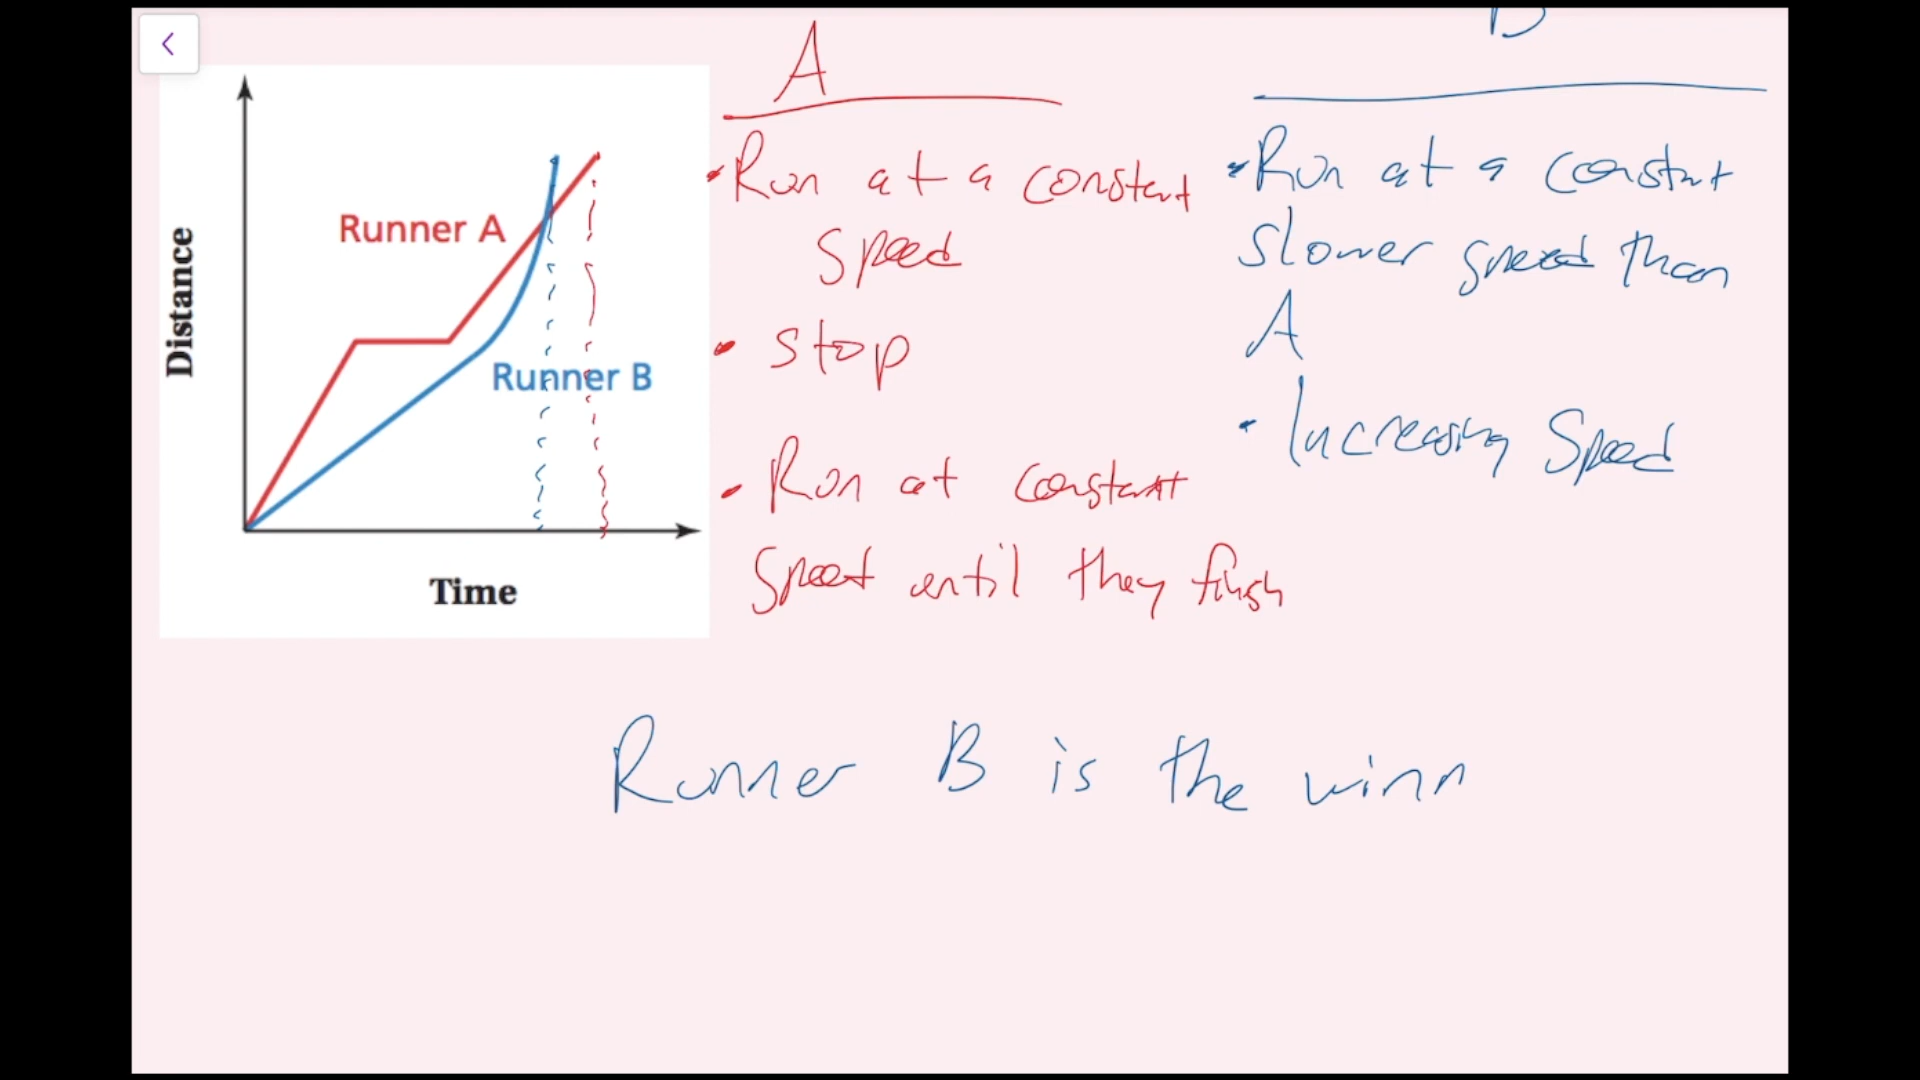 A
B
Runner A
Runner B
Distance
Time
• Run at a constant
speed
• stop
• Run at constant
speed until they finish
• Run at a constant
slower speed than
A
• Increasing Speed
Runner B is the winn